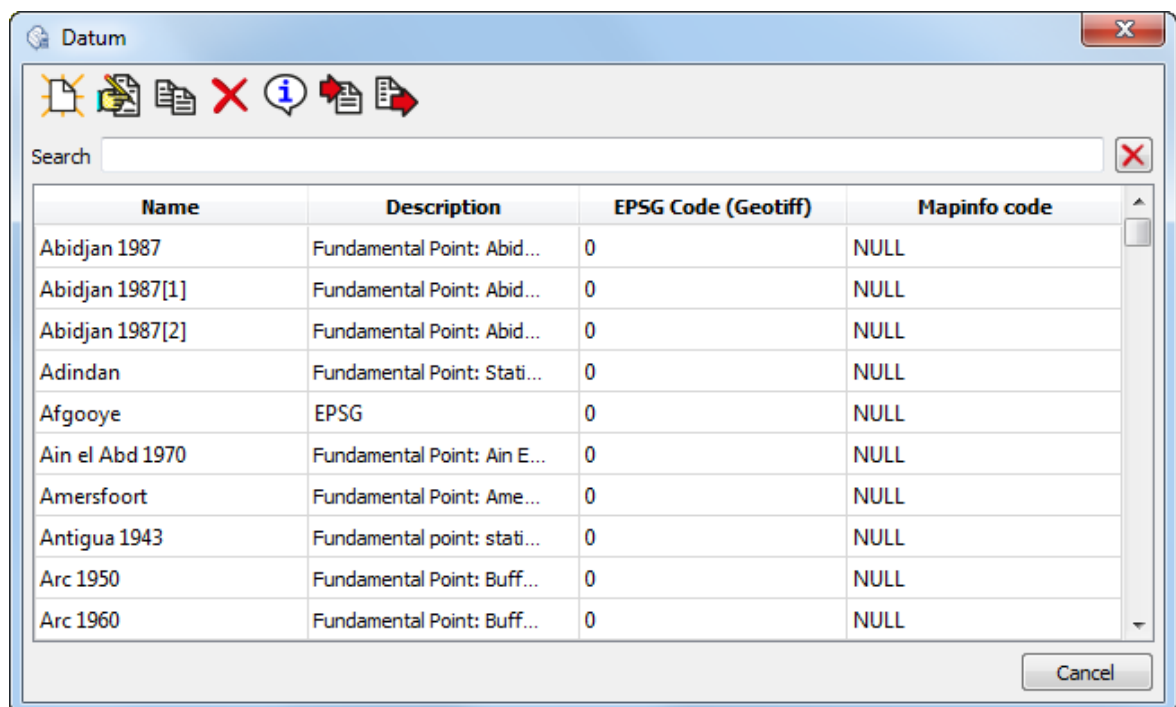 Datum
Search
Name Description EPSG Code (Geotiff) Mapinfo code
Abidjan 1987 Fundamental Point: Abid... 0 NULL
Abidjan 1987[1] Fundamental Point: Abid... 0 NULL
Abidjan 1987[2] Fundamental Point: Abid... 0 NULL
Adindan Fundamental Point: Stati... 0 NULL
Afgooye EPSG 0 NULL
Ain el Abd 1970 Fundamental Point: Ain E... 0 NULL
Amersfoort Fundamental Point: Ame... 0 NULL
Antigua 1943 Fundamental point: stati... 0 NULL
Arc 1950 Fundamental Point: Buff... 0 NULL
Arc 1960 Fundamental Point: Buff... 0 NULL
Cancel